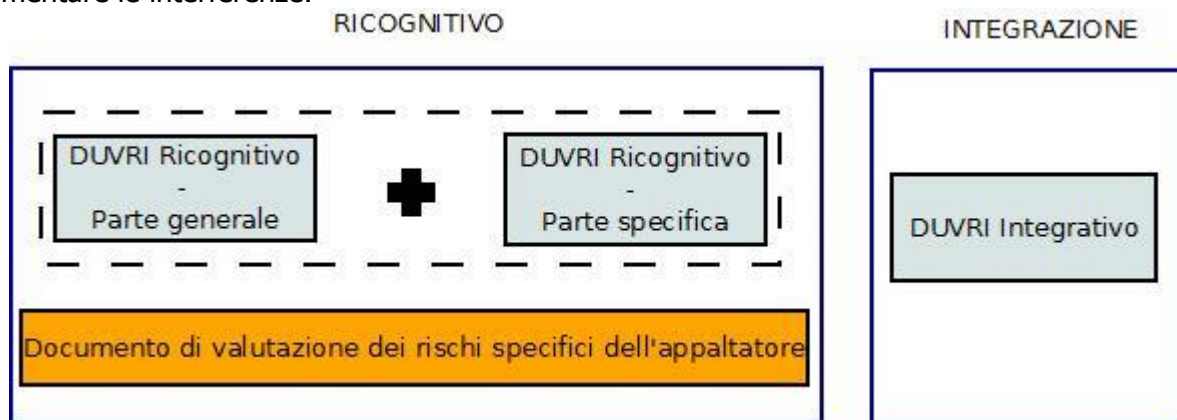 mentare le interferenze.
RICOGNITIVO
INTEGRAZIONE
DUVRI Ricognitivo
-
Parte generale
DUVRI Ricognitivo
-
Parte specifica
DUVRI Integrativo
Documento di valutazione dei rischi specifici dell'appaltatore